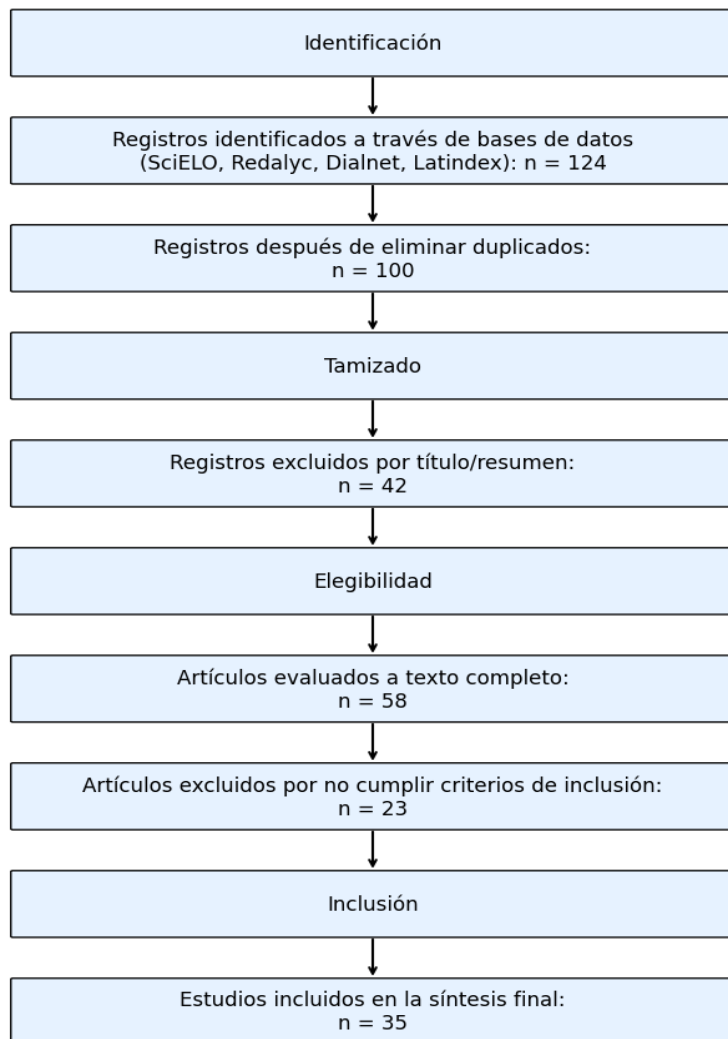 Identificación
Registros identificados a través de bases de datos
(SciELO, Redalyc, Dialnet, Latindex): n = 124
Registros después de eliminar duplicados:
n = 100
Tamizado
Registros excluidos por título/resumen:
n = 42
Elegibilidad
Artículos evaluados a texto completo:
n = 58
Artículos excluidos por no cumplir criterios de inclusión:
n = 23
Inclusión
Estudios incluidos en la síntesis final:
n = 35